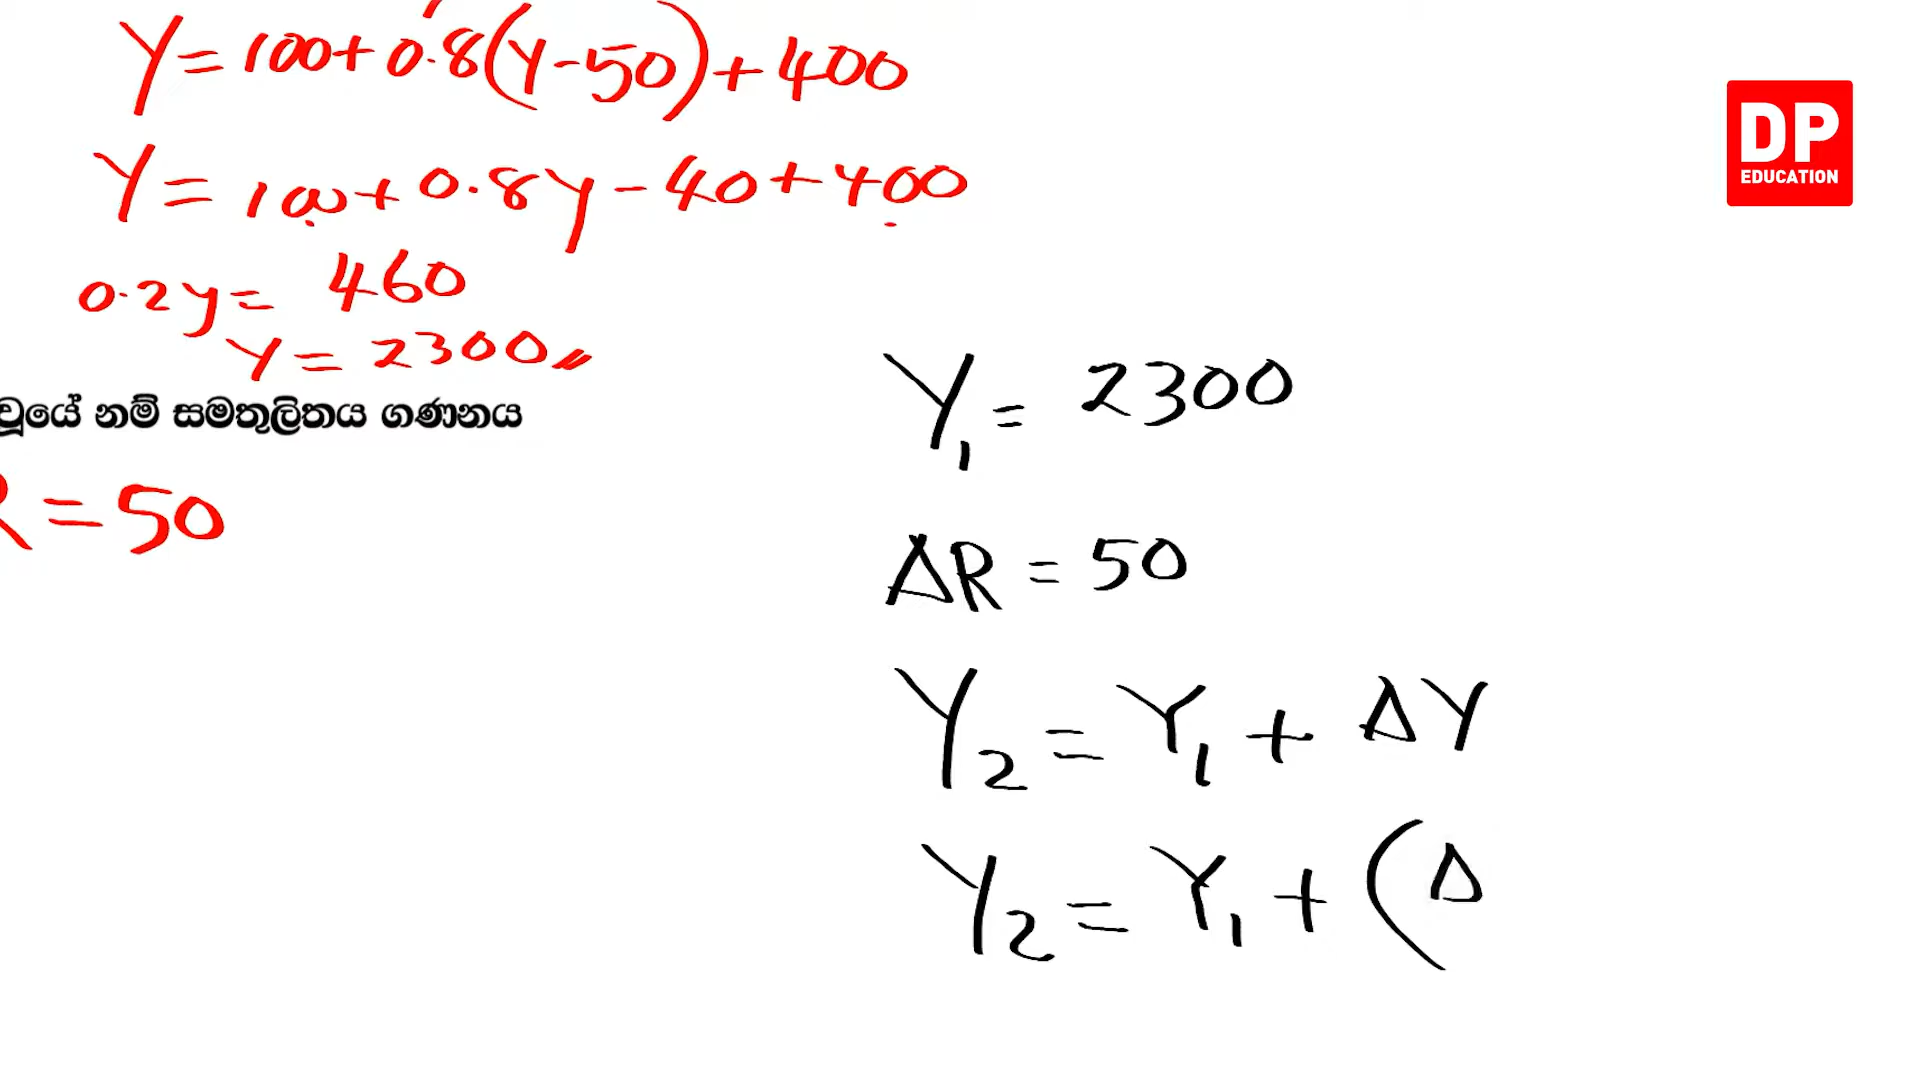 Y = 100 + 0.8(Y - 50) + 400
Y = 100 + 0.8y - 40 + 400
0.2y = 460
Y = 2300
වූයේ නම් සමතුලිතය ගණනය
R = 50
Y₁ = 2300
ΔR = 50
Y₂ = Y₁ + ΔY
Y₂ = Y₁ + (Δ
DP
EDUCATION